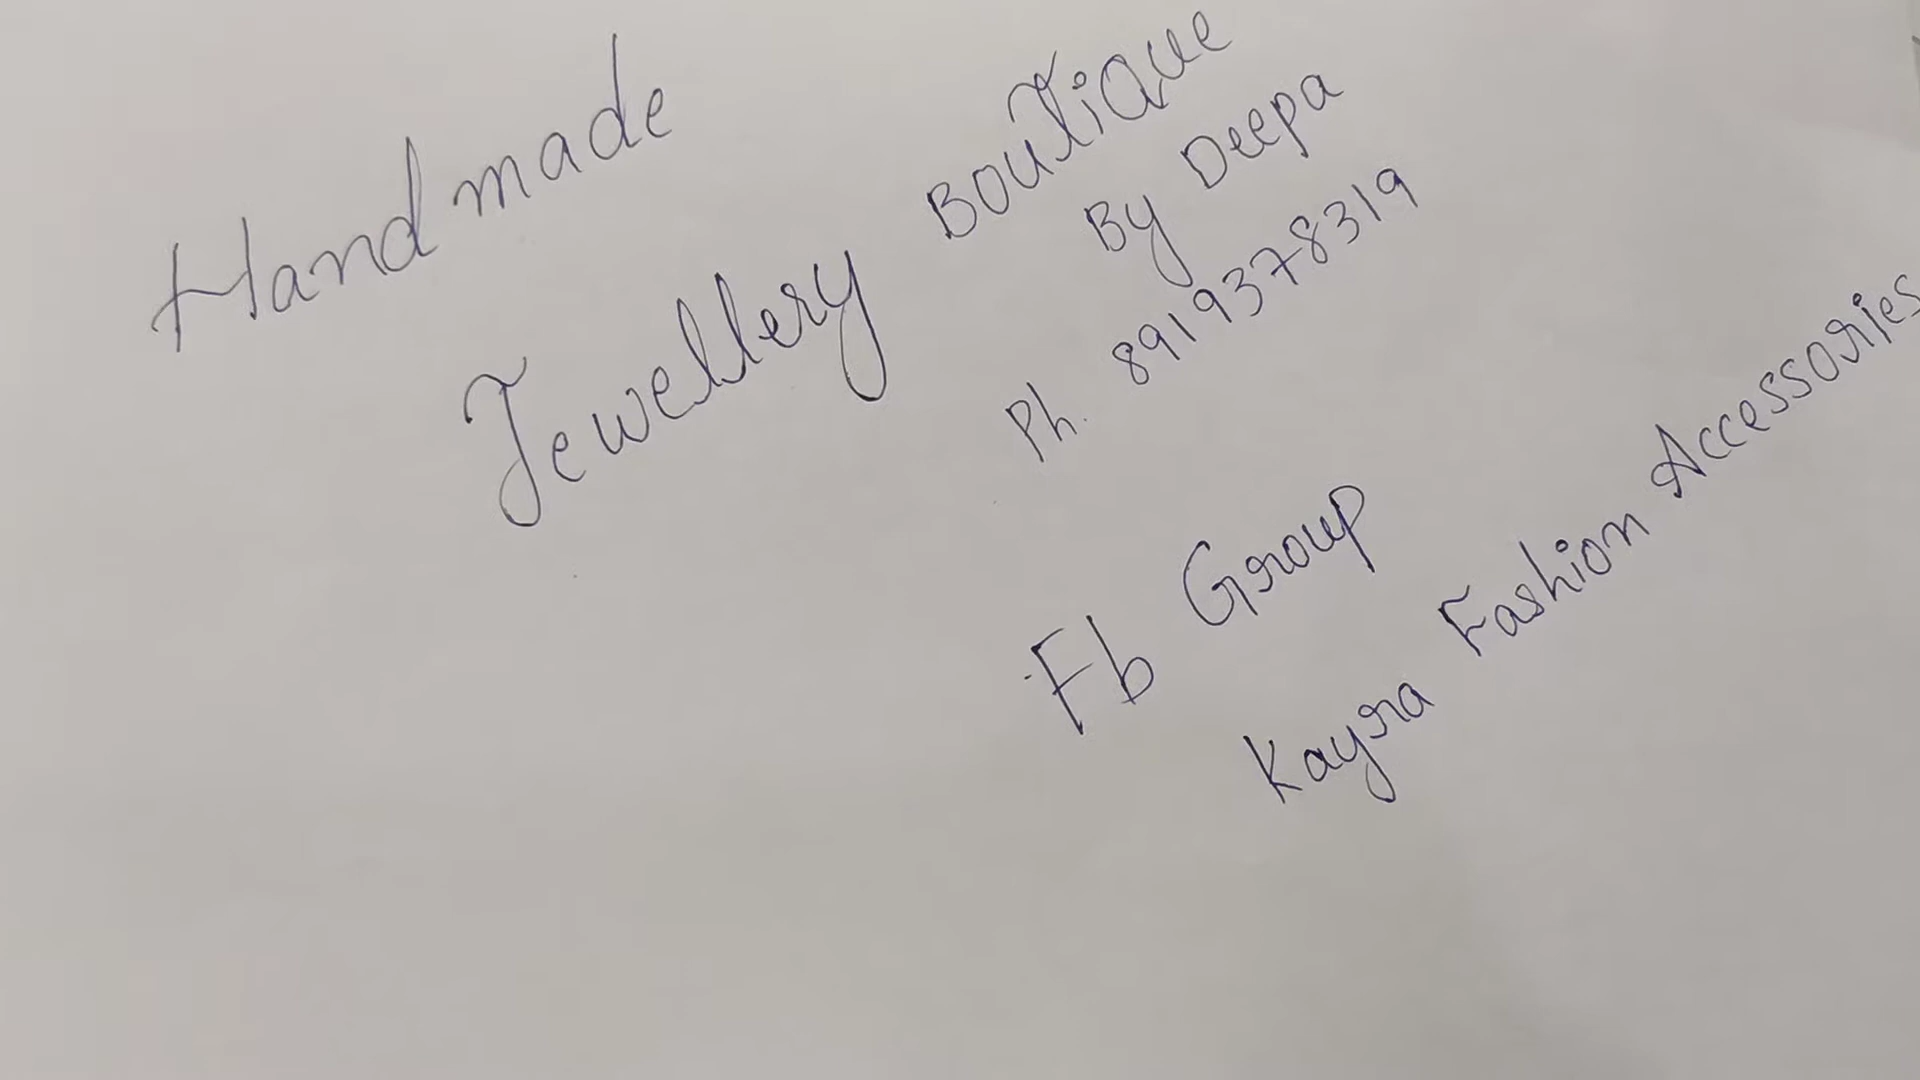 Handmade
Jewellery Boutique
By Deepa
Ph. 8919378319
Fb Group
Kayra Fashion Accessories